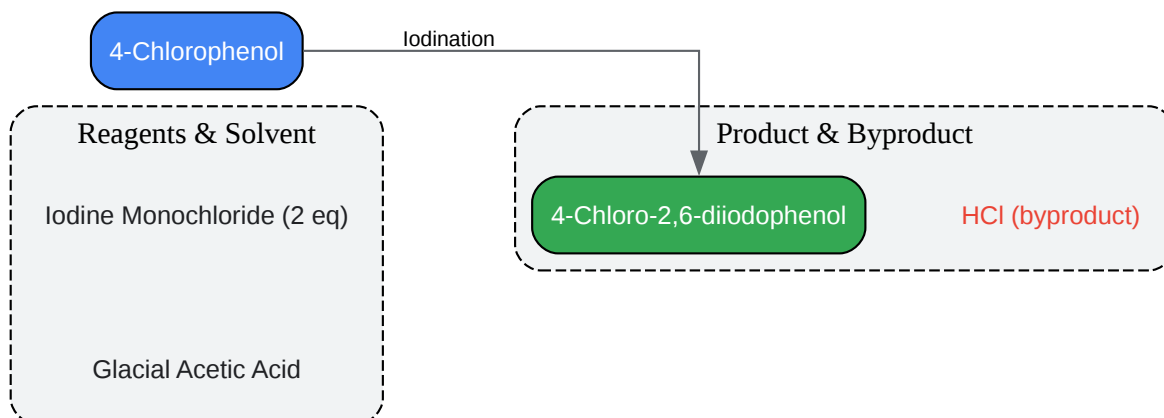 4-Chlorophenol
Iodination
Reagents & Solvent
Product & Byproduct
Iodine Monochloride (2 eq)
4-Chloro-2,6-diiodophenol
HCl (byproduct)
Glacial Acetic Acid